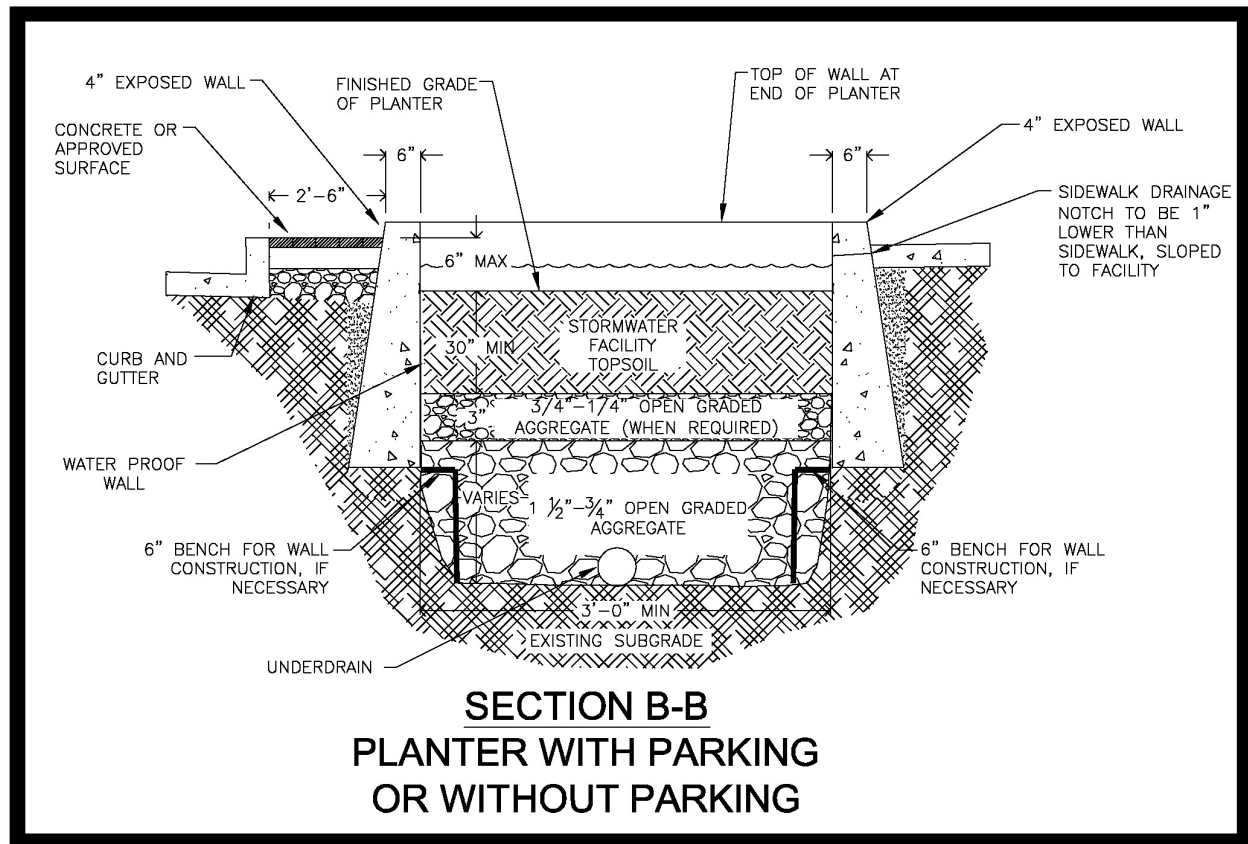 4" EXPOSED WALL
FINISHED GRADE
OF PLANTER
TOP OF WALL AT
END OF PLANTER
4" EXPOSED WALL
CONCRETE OR
APPROVED
SURFACE
6"
6"
2'-6"
SIDEWALK DRAINAGE
NOTCH TO BE 1"
LOWER THAN
SIDEWALK, SLOPED
TO FACILITY
6" MAX
STORMWATER
FACILITY
TOPSOIL
30" MIN
CURB AND
GUTTER
3"
3/4"-1/4" OPEN GRADED
AGGREGATE (WHEN REQUIRED)
WATER PROOF
WALL
VARIES
1 ½"-¾" OPEN GRADED
AGGREGATE
6" BENCH FOR WALL
CONSTRUCTION, IF
NECESSARY
6" BENCH FOR WALL
CONSTRUCTION, IF
NECESSARY
3'-0" MIN
EXISTING SUBGRADE
UNDERDRAIN
SECTION B-B
PLANTER WITH PARKING
OR WITHOUT PARKING